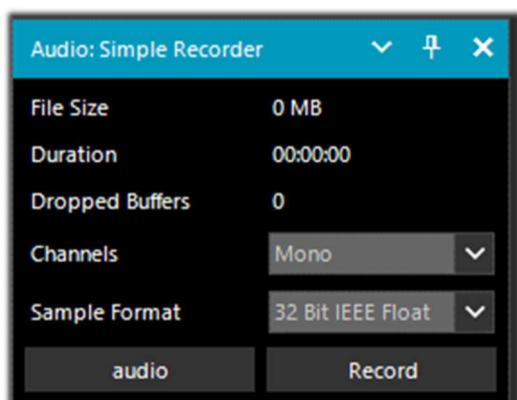 Audio: Simple Recorder
File Size 0 MB
Duration 00:00:00
Dropped Buffers 0
Channels Mono
Sample Format 32 Bit IEEE Float
audio Record